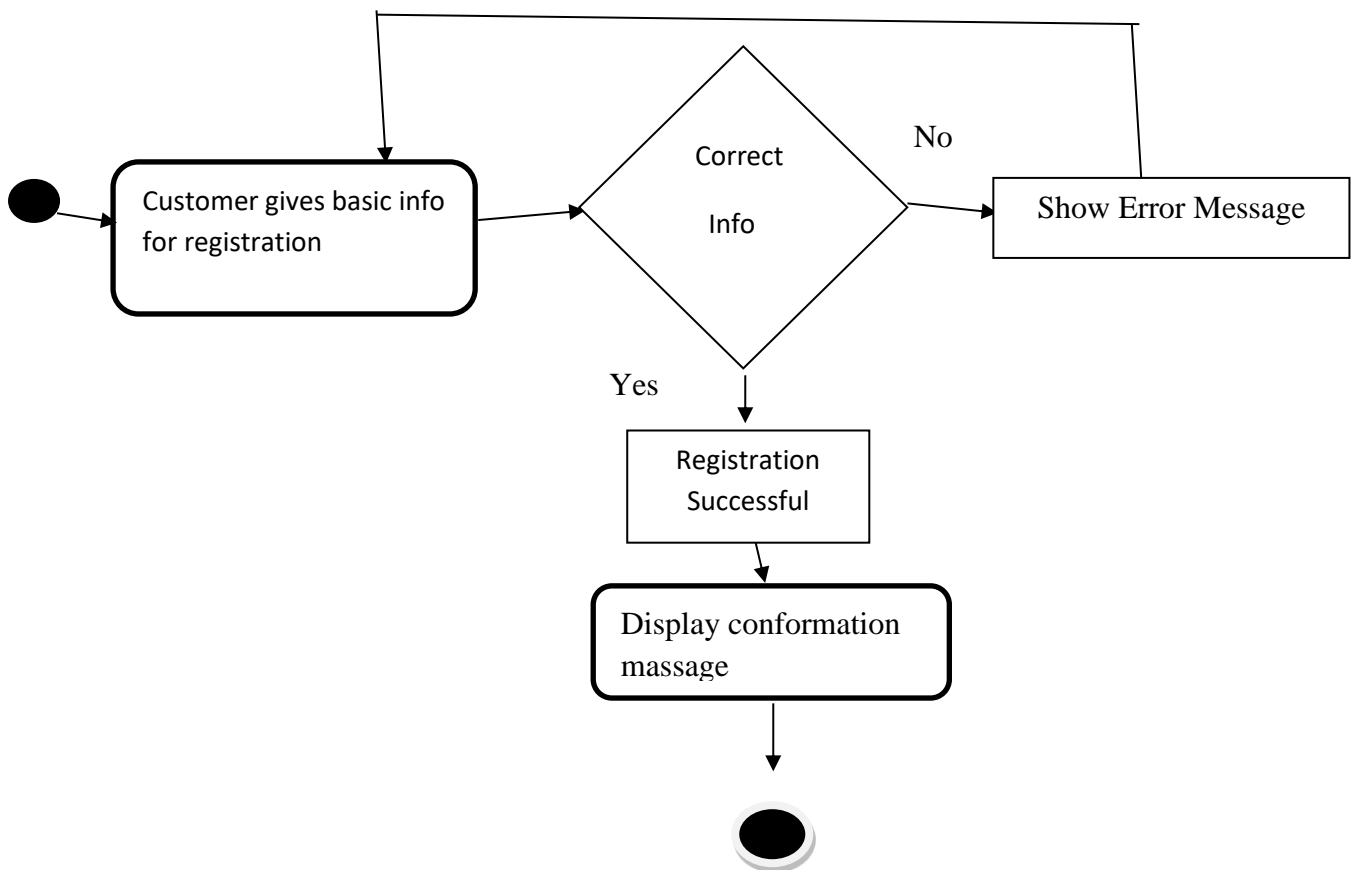 Customer gives basic info
for registration
Correct
Info
No
Show Error Message
Yes
Registration
Successful
Display conformation
massage